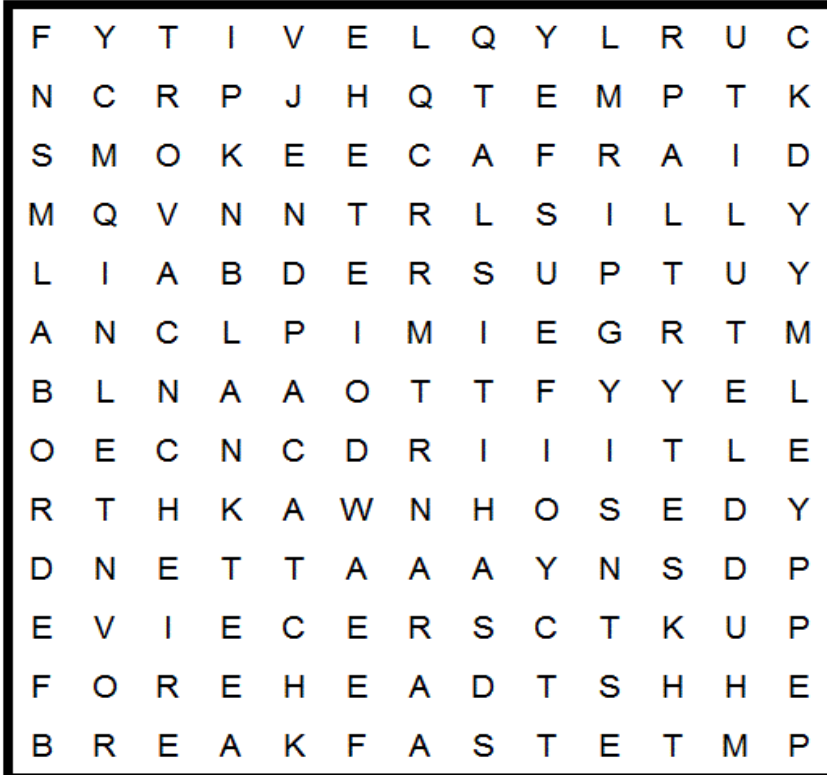 F Y T I V E L Q Y L R U C
N C R P J H Q T E M P T K
S M O K E E C A F R A I D
M Q V N N T R L S I L L Y
L I A B D E R S U P T U Y
A N C L P I M I E G R T M
B L N A A O T T F Y Y E L
O E C N C D R I I I T L E
R T H K A W N H O S E D Y
D N E T T A A A Y N S D P
E V I E C E R S C T K U P
F O R E H E A D T S H H E
B R E A K F A S T E T M P